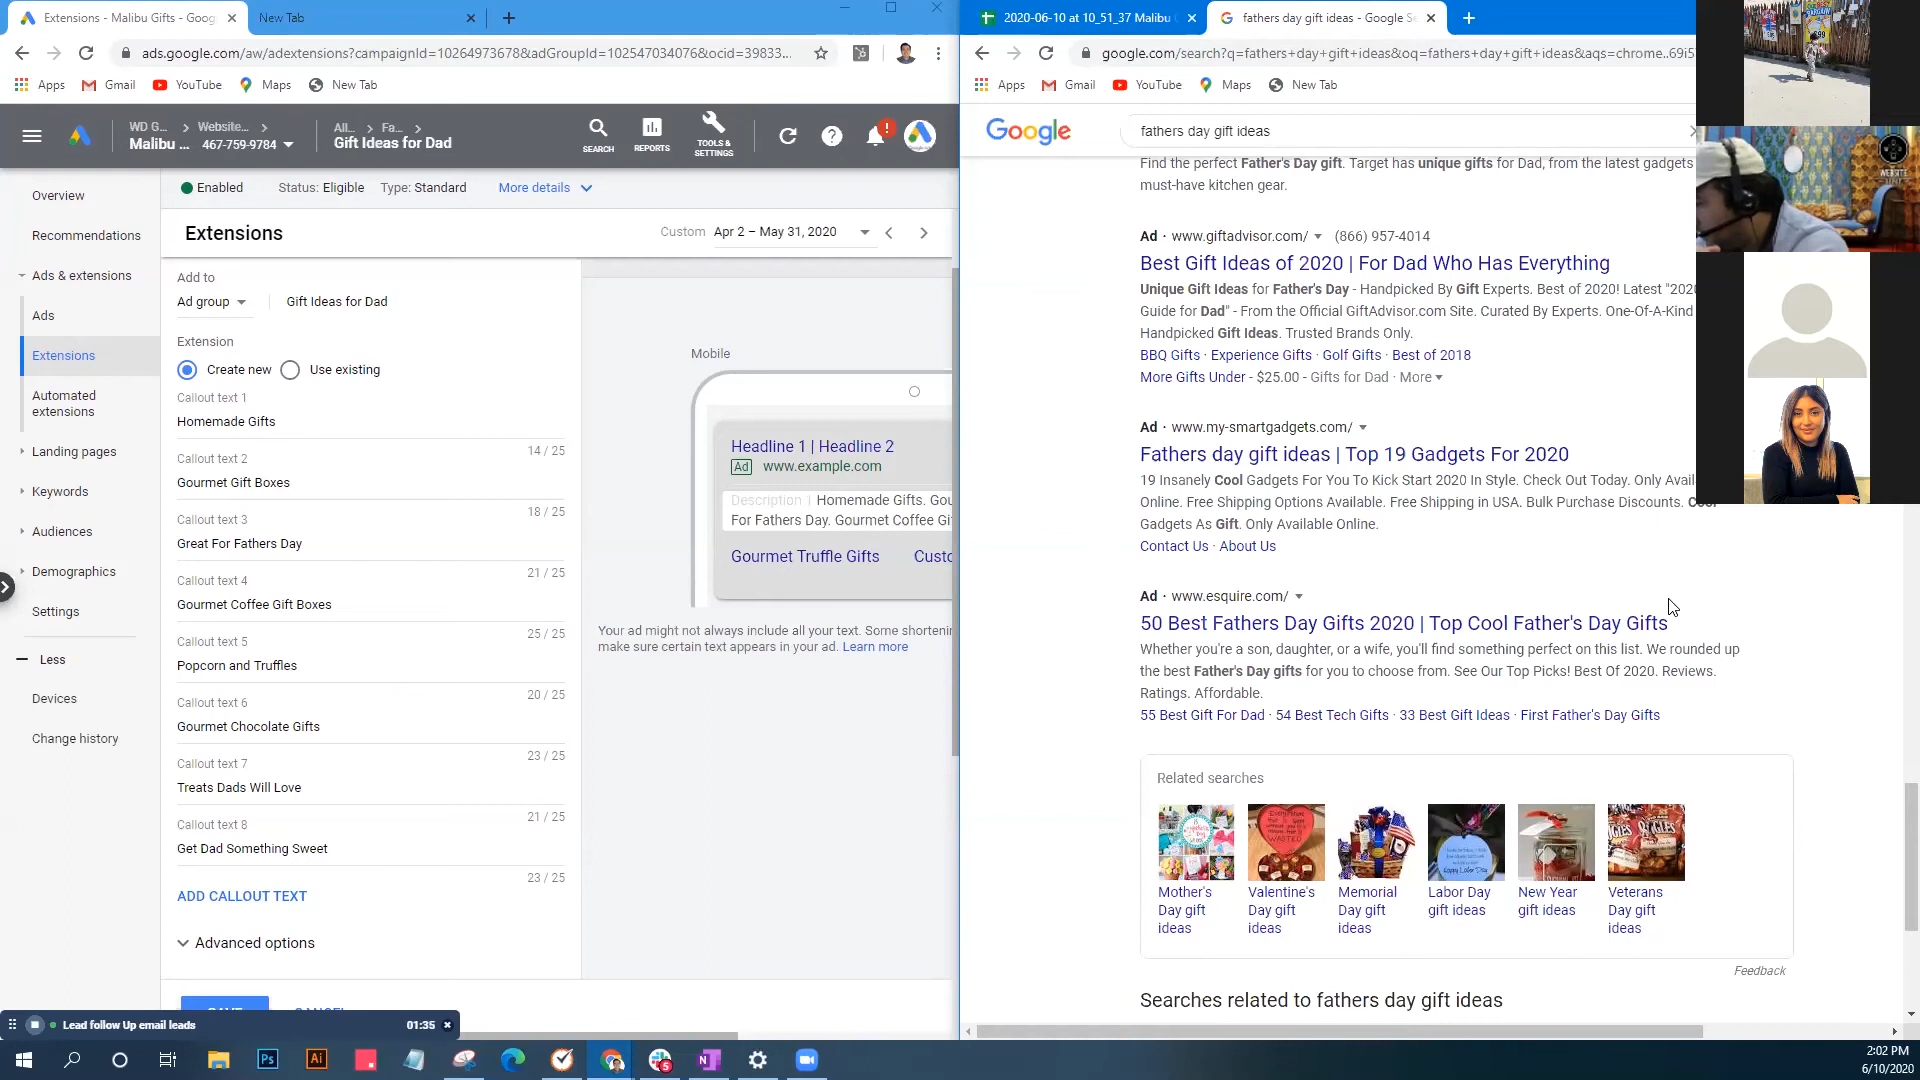 Extensions - Malibu Gifts - Goog
New Tab
ads.google.com/aw/adextensions?campaignId=10264973678&adGroupId=102547034076&ocid=39833...
Apps
Gmail
YouTube
Maps
New Tab
WD G...
Website...
Malibu ...
467-759-9784
All...
Fa...
Gift Ideas for Dad
SEARCH
REPORTS
TOOLS &
SETTINGS
!
Enabled
Status: Eligible
Type: Standard
More details
Extensions
Custom
Apr 2 – May 31, 2020
Overview
Recommendations
Ads & extensions
Ads
Extensions
Automated
extensions
Landing pages
Keywords
Audiences
Demographics
Settings
Less
Devices
Change history
Add to
Ad group
Gift Ideas for Dad
Extension
Create new
Use existing
Callout text 1
Homemade Gifts
14 / 25
Callout text 2
Gourmet Gift Boxes
18 / 25
Callout text 3
Great For Fathers Day
21 / 25
Callout text 4
Gourmet Coffee Gift Boxes
25 / 25
Callout text 5
Popcorn and Truffles
20 / 25
Callout text 6
Gourmet Chocolate Gifts
23 / 25
Callout text 7
Treats Dads Will Love
21 / 25
Callout text 8
Get Dad Something Sweet
23 / 25
ADD CALLOUT TEXT
Advanced options
SAVE
CANCEL
Mobile
Headline 1 | Headline 2
Ad www.example.com
Description 1 Homemade Gifts. Gou
For Fathers Day. Gourmet Coffee Gi
Gourmet Truffle Gifts
Custo
Your ad might not always include all your text. Some shortenin
make sure certain text appears in your ad. Learn more
Lead follow Up email leads
01:35
2020-06-10 at 10_51_37 Malibu
fathers day gift ideas - Google Se
google.com/search?q=fathers+day+gift+ideas&oq=fathers+day+gift+ideas&aqs=chrome..69i5
Apps
Gmail
YouTube
Maps
New Tab
Google
fathers day gift ideas
Find the perfect Father's Day gift. Target has unique gifts for Dad, from the latest gadgets
must-have kitchen gear.
Ad · www.giftadvisor.com/ (866) 957-4014
Best Gift Ideas of 2020 | For Dad Who Has Everything
Unique Gift Ideas for Father's Day - Handpicked By Gift Experts. Best of 2020! Latest "202
Guide for Dad" - From the Official GiftAdvisor.com Site. Curated By Experts. One-Of-A-Kind
Handpicked Gift Ideas. Trusted Brands Only.
BBQ Gifts · Experience Gifts · Golf Gifts · Best of 2018
More Gifts Under - $25.00 - Gifts for Dad · More
Ad · www.my-smartgadgets.com/
Fathers day gift ideas | Top 19 Gadgets For 2020
19 Insanely Cool Gadgets For You To Kick Start 2020 In Style. Check Out Today. Only Avai
Online. Free Shipping Options Available. Free Shipping in USA. Bulk Purchase Discounts. Cool
Gadgets As Gift. Only Available Online.
Contact Us · About Us
Ad · www.esquire.com/
50 Best Fathers Day Gifts 2020 | Top Cool Father's Day Gifts
Whether you're a son, daughter, or a wife, you'll find something perfect on this list. We rounded up
the best Father's Day gifts for you to choose from. See Our Top Picks! Best Of 2020. Reviews.
Ratings. Affordable.
55 Best Gift For Dad · 54 Best Tech Gifts · 33 Best Gift Ideas · First Father's Day Gifts
Related searches
Mother's
Day gift
ideas
Valentine's
Day gift
ideas
Memorial
Day gift
ideas
Labor Day
gift ideas
New Year
gift ideas
Veterans
Day gift
ideas
Feedback
Searches related to fathers day gift ideas
WEBSITE
Ps
Ai
5
N
2:02 PM
6/10/2020